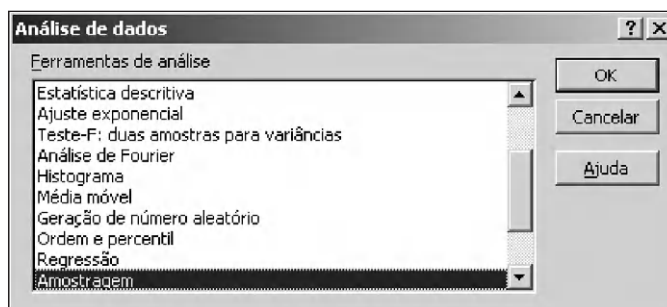 Análise de dados
Ferramentas de análise
Estatística descritiva
Ajuste exponencial
Teste-F: duas amostras para variâncias
Análise de Fourier
Histograma
Média móvel
Geração de número aleatório
Ordem e percentil
Regressão
Amostragem
OK
Cancelar
Ajuda